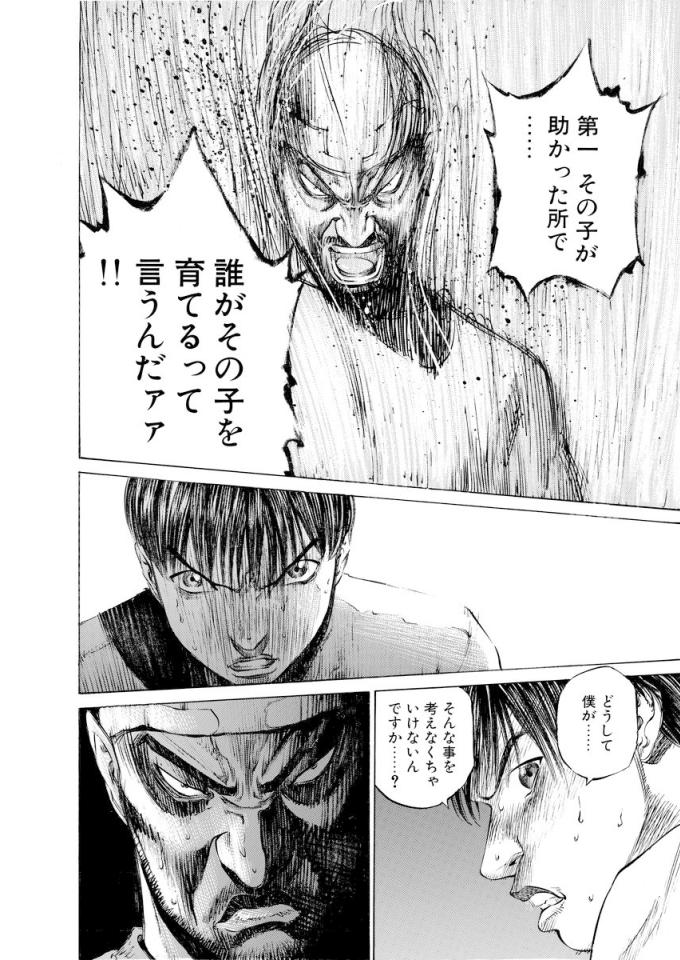 第一 その子が
助かった所で
……
誰がその子を
育てるって
言うんだァァ
!!
どうして
僕が……
そんな事を
考えなくちゃ
いけないん
ですか……?